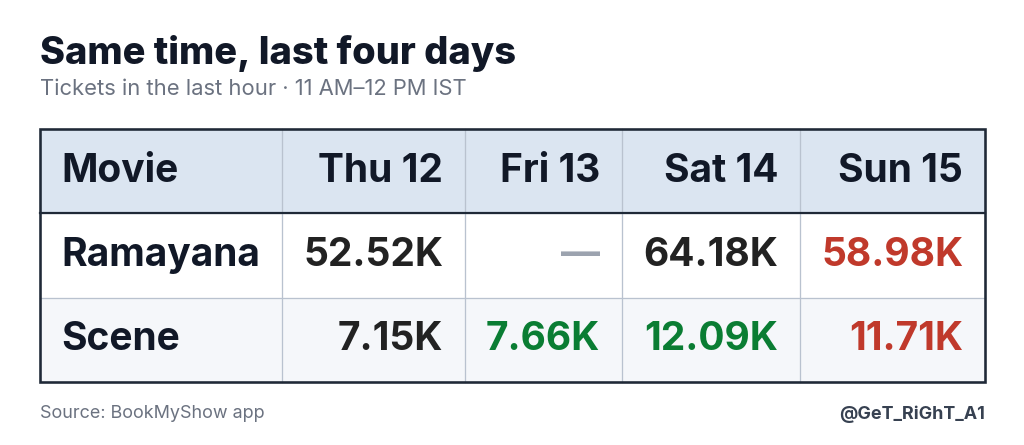 Same time, last four days
Tickets in the last hour · 11 AM–12 PM IST
Movie Thu 12 Fri 13 Sat 14 Sun 15
Ramayana 52.52K — 64.18K 58.98K
Scene 7.15K 7.66K 12.09K 11.71K
Source: BookMyShow app @GeT_RiGhT_A1